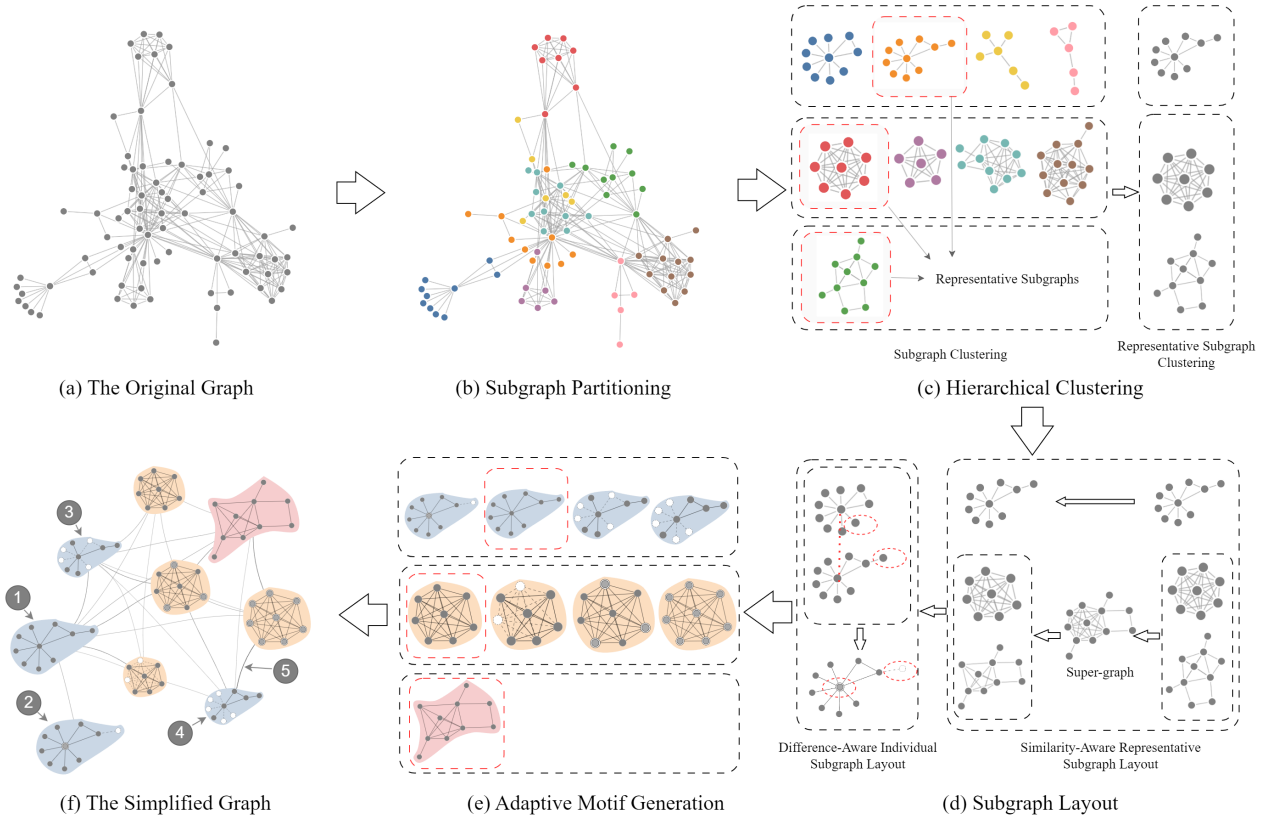 Representative Subgraphs
Subgraph Clustering
Representative Subgraph
Clustering
(a) The Original Graph
(b) Subgraph Partitioning
(c) Hierarchical Clustering
3
1
2
5
4
Super-graph
Difference-Aware Individual
Subgraph Layout
Similarity-Aware Representative
Subgraph Layout
(f) The Simplified Graph
(e) Adaptive Motif Generation
(d) Subgraph Layout